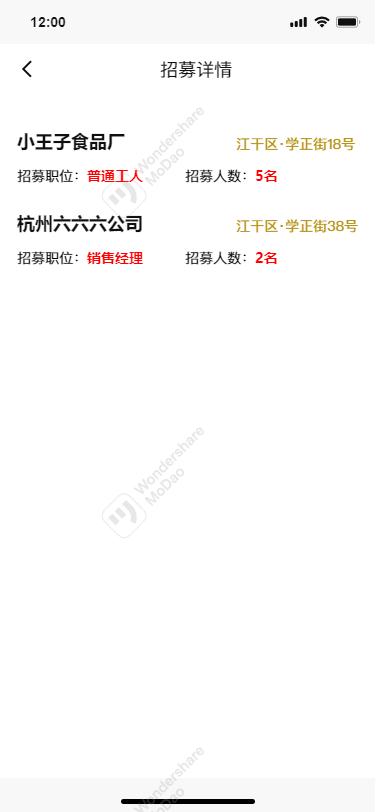 12:00
招募详情
小王子食品厂
江干区·学正街18号
招募职位：普通工人 招募人数：5名
杭州六六六公司
江干区·学正街38号
招募职位：销售经理 招募人数：2名
Wondershare
MoDao
Wondershare
MoDao
Wondershare
MoDao